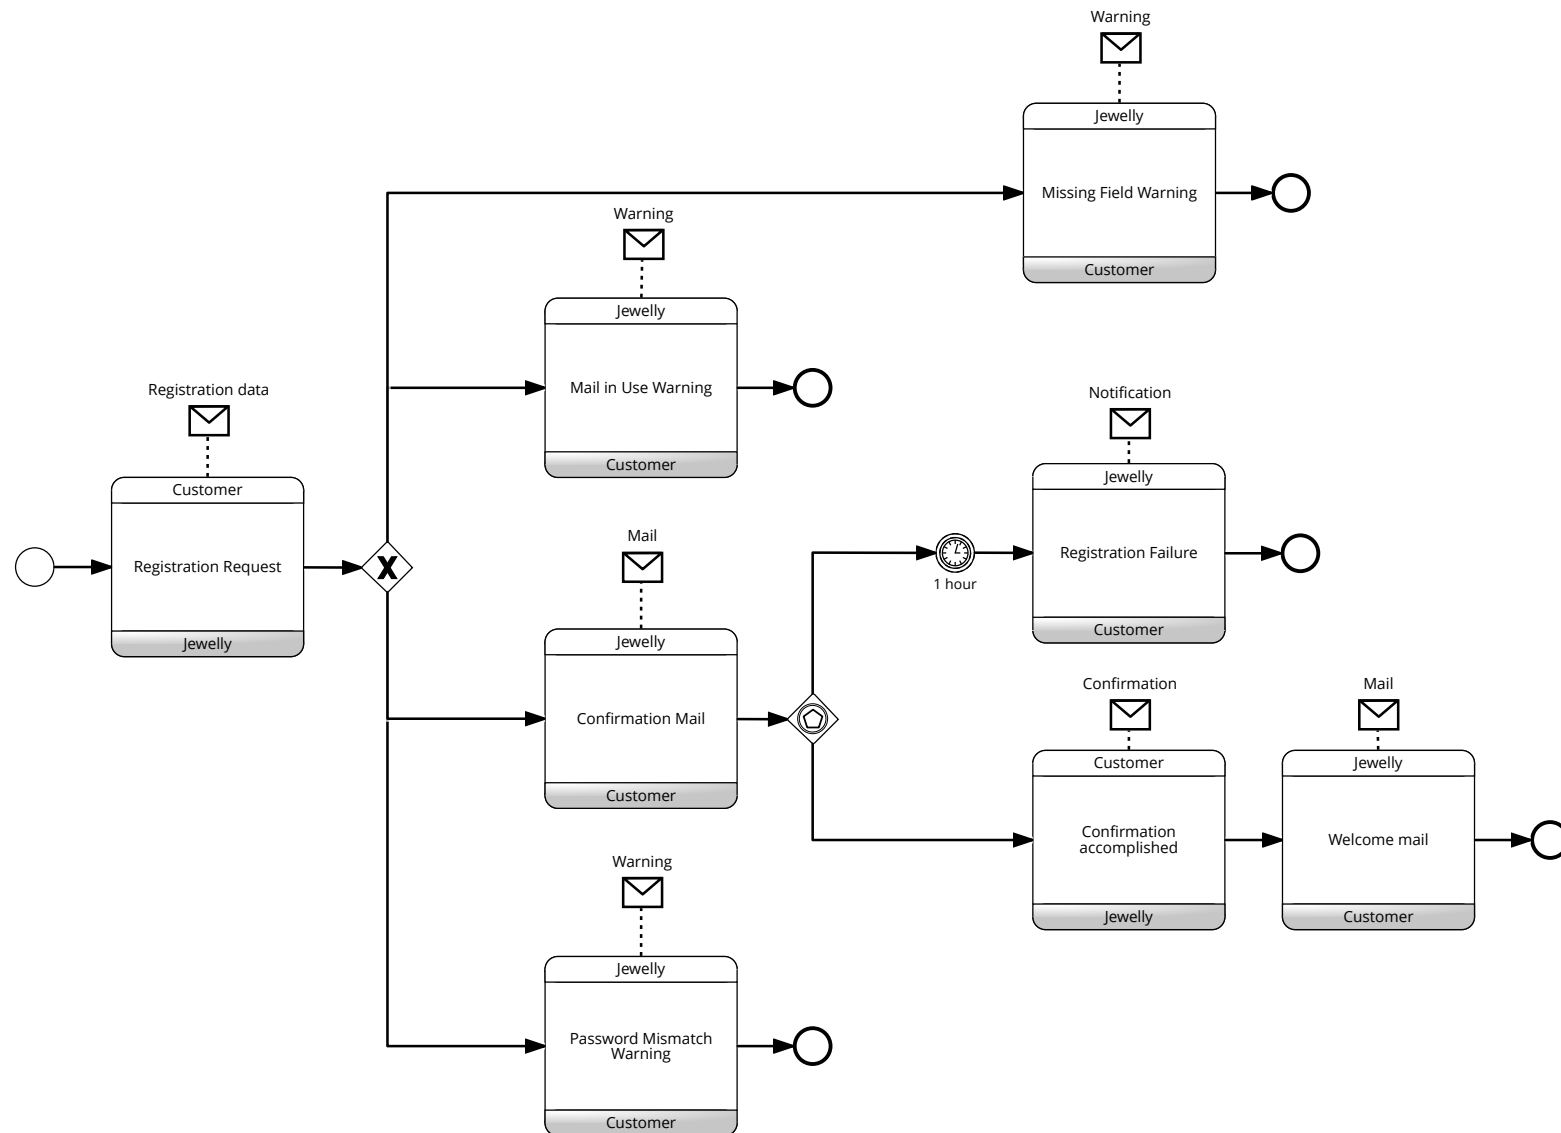 Warning
Jewelly
Missing Field Warning
Customer
Warning
Jewelly
Mail in Use Warning
Customer
Registration data
Customer
Registration Request
Jewelly
X
Notification
Jewelly
Registration Failure
Customer
1 hour
Mail
Jewelly
Confirmation Mail
Customer
Confirmation
Customer
Confirmation
accomplished
Jewelly
Mail
Jewelly
Welcome mail
Customer
Warning
Jewelly
Password Mismatch
Warning
Customer